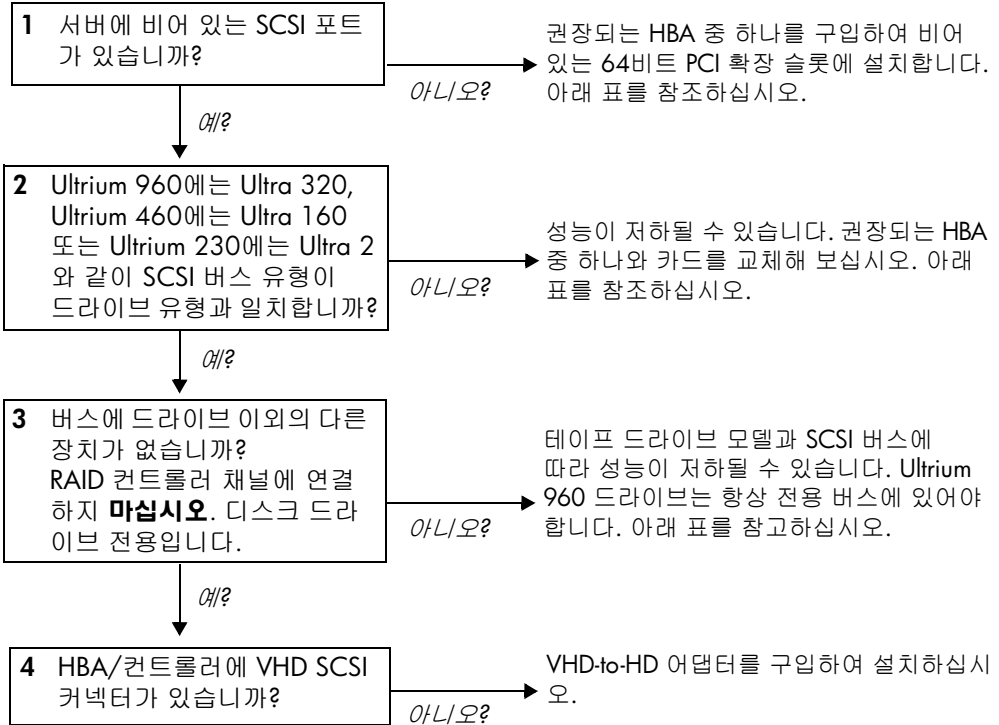 1 서버에 비어 있는 SCSI 포트
가 있습니까?
아니오?
권장되는 HBA 중 하나를 구입하여 비어
있는 64비트 PCI 확장 슬롯에 설치합니다.
아래 표를 참조하십시오.
예?
2 Ultrium 960에는 Ultra 320,
Ultrium 460에는 Ultra 160
또는 Ultrium 230에는 Ultra 2
와 같이 SCSI 버스 유형이
드라이브 유형과 일치합니까?
아니오?
성능이 저하될 수 있습니다. 권장되는 HBA
중 하나와 카드를 교체해 보십시오. 아래
표를 참조하십시오.
예?
3 버스에 드라이브 이외의 다른
장치가 없습니까?
RAID 컨트롤러 채널에 연결
하지 마십시오. 디스크 드라
이브 전용입니다.
아니오?
테이프 드라이브 모델과 SCSI 버스에
따라 성능이 저하될 수 있습니다. Ultrium
960 드라이브는 항상 전용 버스에 있어야
합니다. 아래 표를 참고하십시오.
예?
4 HBA/컨트롤러에 VHD SCSI
커넥터가 있습니까?
아니오?
VHD-to-HD 어댑터를 구입하여 설치하십시
오.